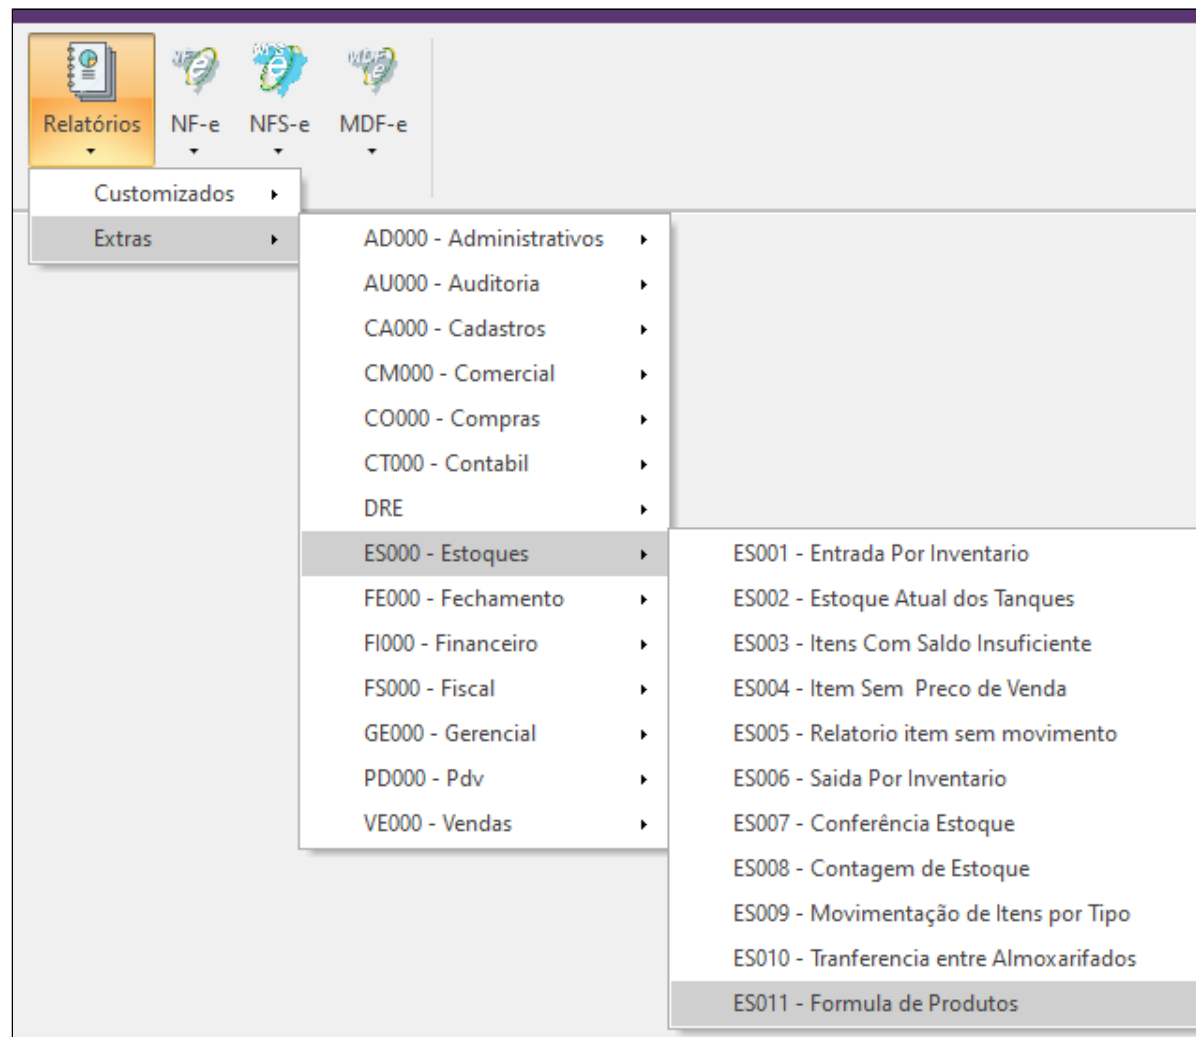 Relatórios
NF-e
NFS-e
MDF-e
Customizados
Extras
AD000 - Administrativos
AU000 - Auditoria
CA000 - Cadastros
CM000 - Comercial
CO000 - Compras
CT000 - Contabil
DRE
ES000 - Estoques
FE000 - Fechamento
FI000 - Financeiro
FS000 - Fiscal
GE000 - Gerencial
PD000 - Pdv
VE000 - Vendas
ES001 - Entrada Por Inventario
ES002 - Estoque Atual dos Tanques
ES003 - Itens Com Saldo Insuficiente
ES004 - Item Sem  Preco de Venda
ES005 - Relatorio item sem movimento
ES006 - Saida Por Inventario
ES007 - Conferência Estoque
ES008 - Contagem de Estoque
ES009 - Movimentação de Itens por Tipo
ES010 - Tranferencia entre Almoxarifados
ES011 - Formula de Produtos